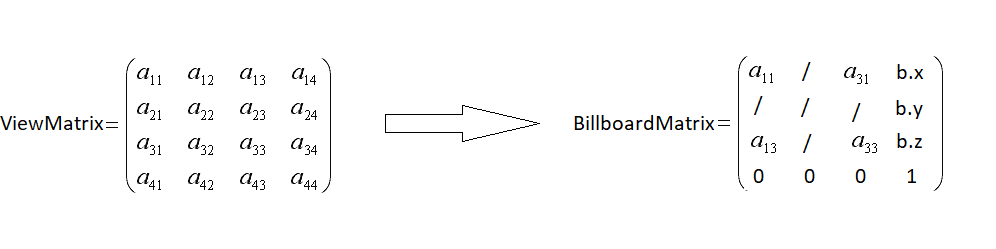 ViewMatrix= a11 a12 a13 a14
a21 a22 a23 a24
a31 a32 a33 a34
a41 a42 a43 a44
BillboardMatrix= a11 / a31 b.x
/ / / b.y
a13 / a33 b.z
0 0 0 1